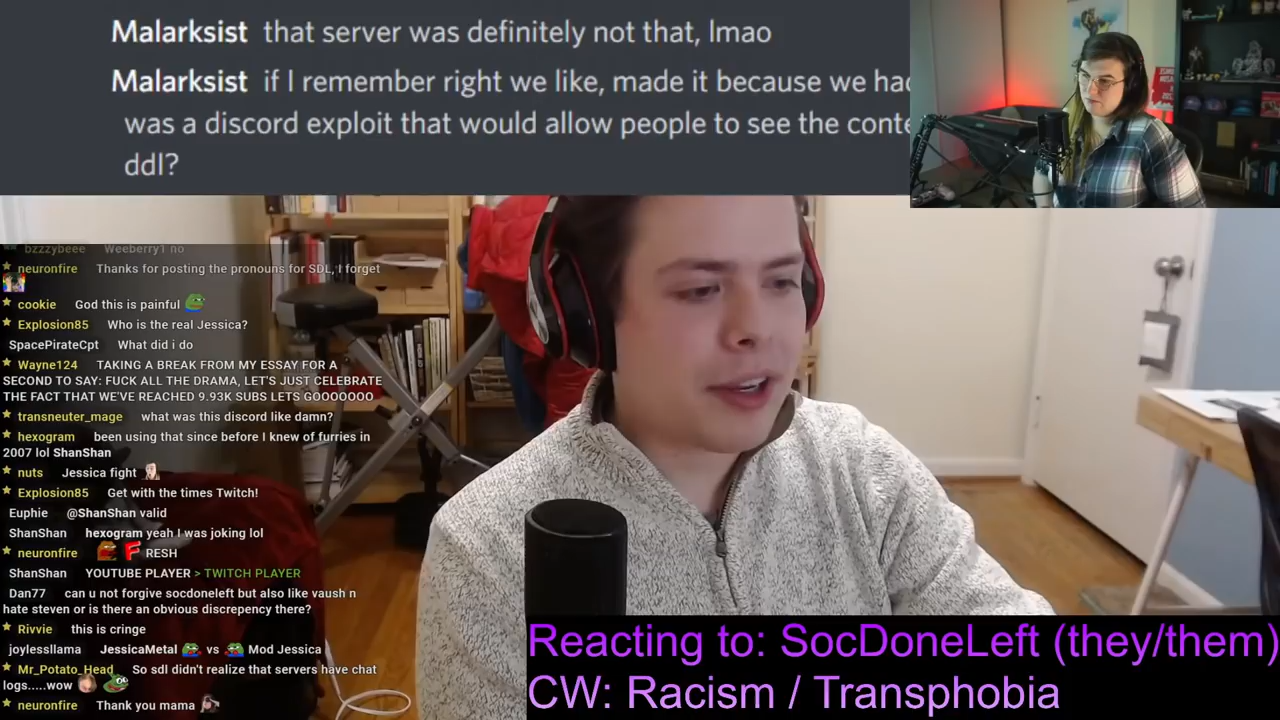 Malarksist that server was definitely not that, lmao
Malarksist if I remember right we like, made it because we had
was a discord exploit that would allow people to see the conte
ddl?
bzzzybeee Weeberry1 no
neuronfire Thanks for posting the pronouns for SDL, I forget
cookie God this is painful
Explosion85 Who is the real Jessica?
SpacePirateCpt What did i do
Wayne124 TAKING A BREAK FROM MY ESSAY FOR A
SECOND TO SAY: FUCK ALL THE DRAMA, LET'S JUST CELEBRATE
THE FACT THAT WE'VE REACHED 9.93K SUBS LETS GOOOOOOO
transneuter_mage what was this discord like damn?
hexogram been using that since before I knew of furries in
2007 lol ShanShan
nuts Jessica fight
Explosion85 Get with the times Twitch!
Euphie @ShanShan valid
ShanShan hexogram yeah I was joking lol
neuronfire F RESH
ShanShan YOUTUBE PLAYER > TWITCH PLAYER
Dan77 can u not forgive socdoneleft but also like vaush n
hate steven or is there an obvious discrepency there?
Rivvie this is cringe
joylessllama JessicaMetal vs Mod Jessica
Mr_Potato_Head So sdl didn't realize that servers have chat
logs.....wow
neuronfire Thank you mama
Reacting to: SocDoneLeft (they/them)
CW: Racism / Transphobia